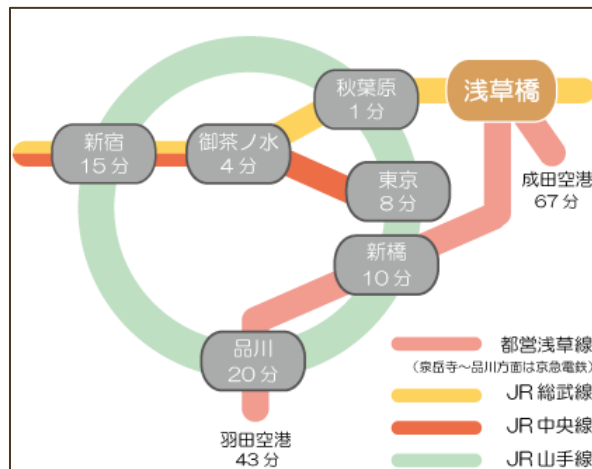 秋葉原
1分
浅草橋
新宿
15分
御茶ノ水
4分
東京
8分
成田空港
67分
新橋
10分
品川
20分
羽田空港
43分
都営浅草線
(泉岳寺～品川方面は京急電鉄)
JR総武線
JR中央線
JR山手線